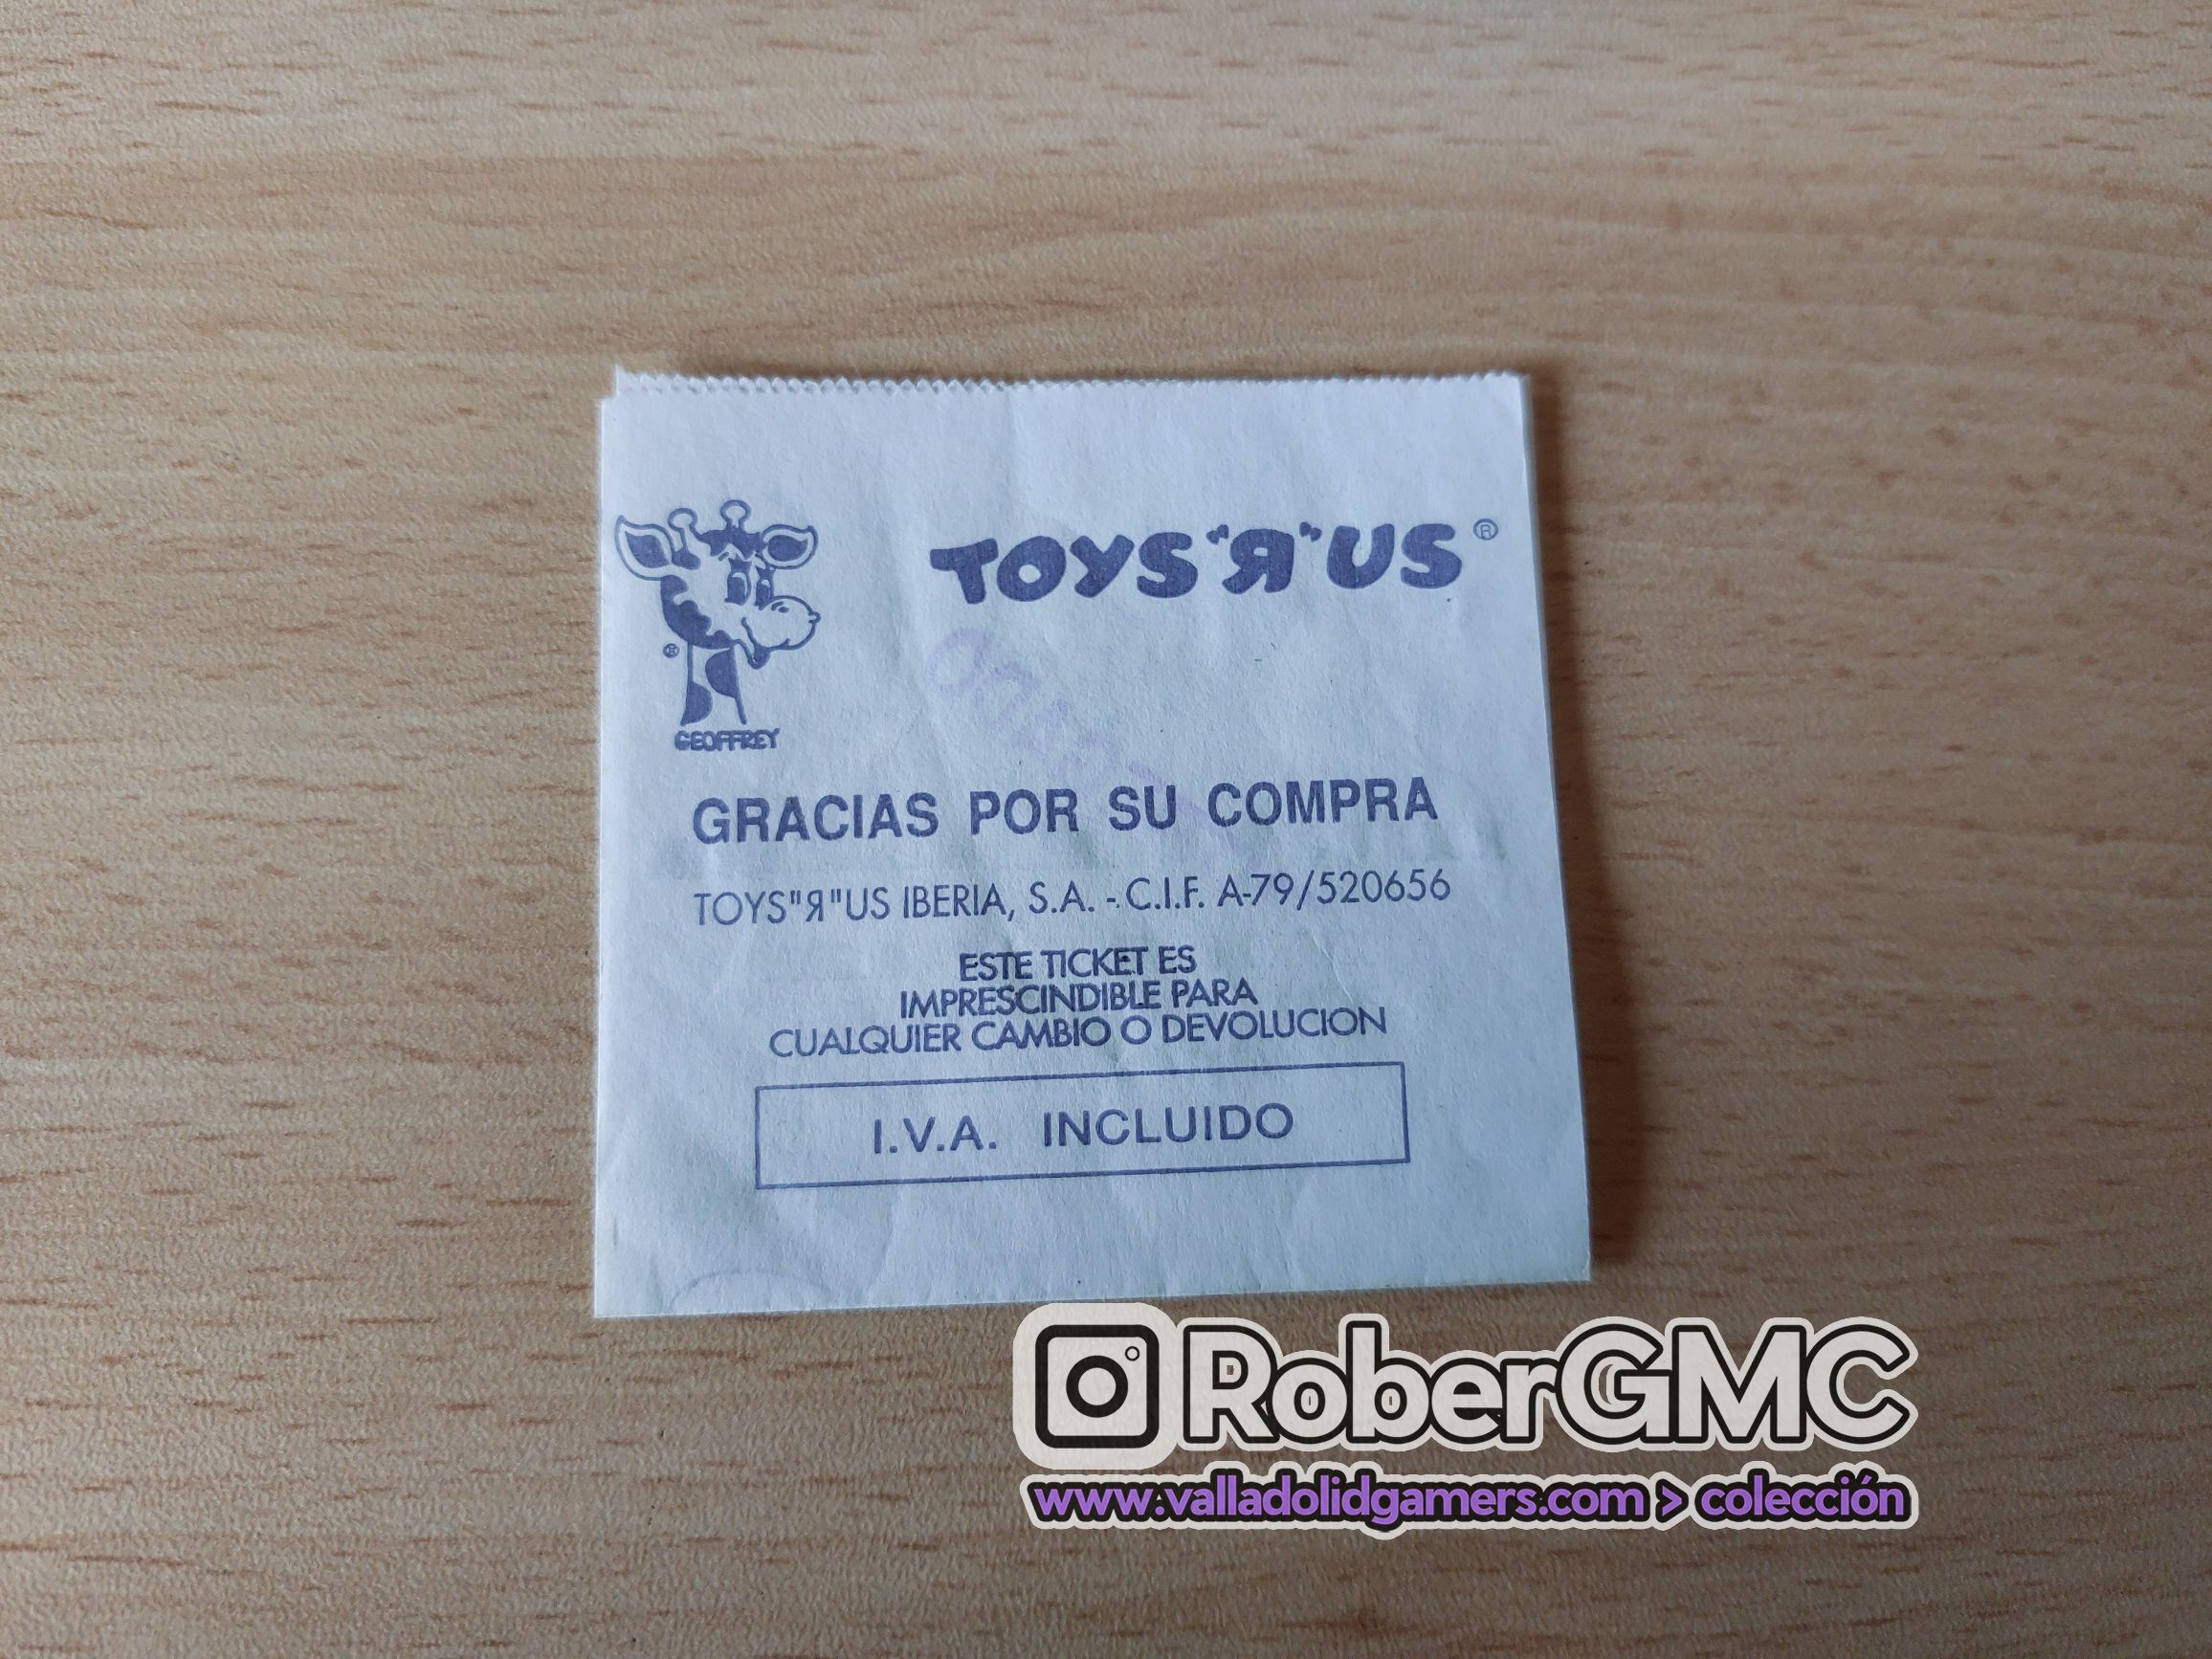 TOYS"Я"US®
®
GEOFFREY
GRACIAS POR SU COMPRA
TOYS"Я"US IBERIA, S.A. - C.I.F. A-79/520656
ESTE TICKET ES
IMPRESCINDIBLE PARA
CUALQUIER CAMBIO O DEVOLUCION
I.V.A. INCLUIDO
RoberGMC
www.valladolidgamers.com > colección